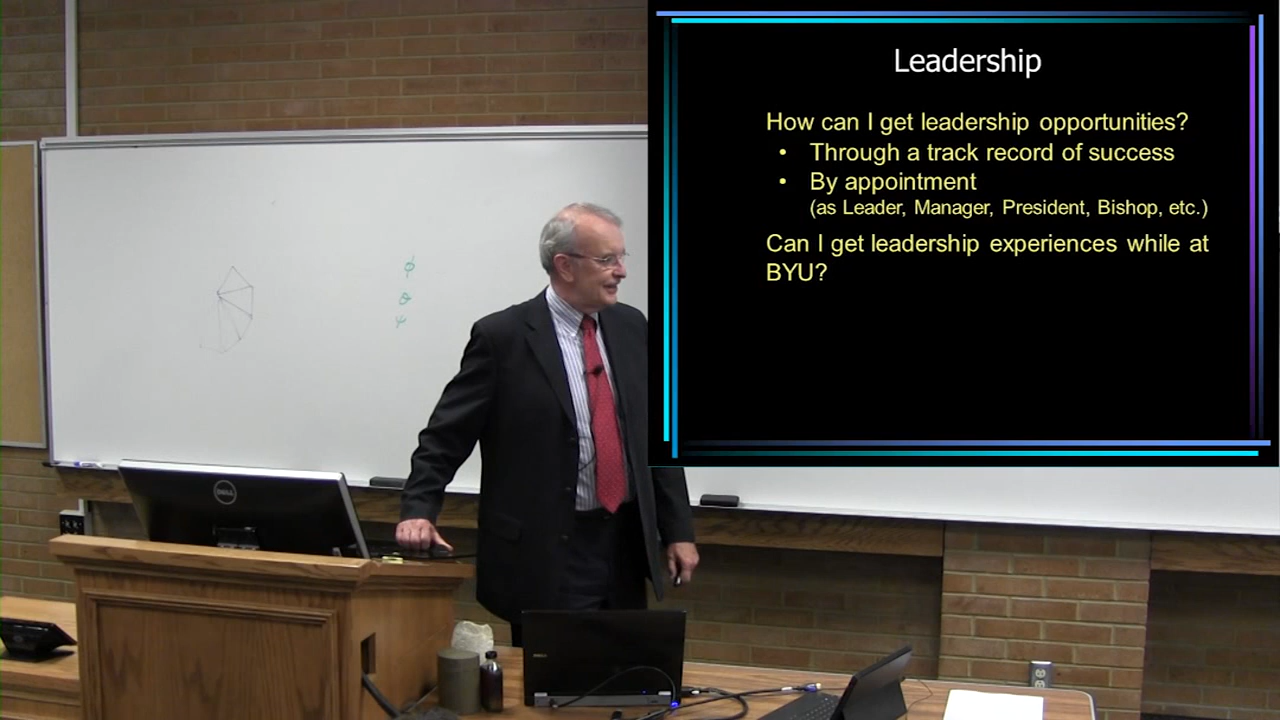 Leadership
How can I get leadership opportunities?
• Through a track record of success
• By appointment
(as Leader, Manager, President, Bishop, etc.)
Can I get leadership experiences while at
BYU?
ϕ
θ
ψ
DELL